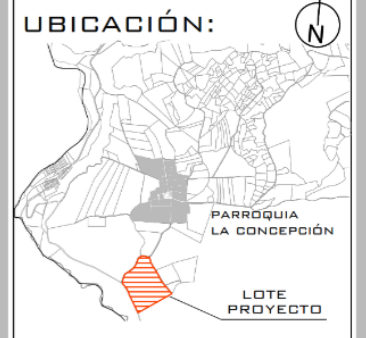 UBICACIÓN:
N
PARROQUIA
LA CONCEPCIÓN
LOTE
PROYECTO